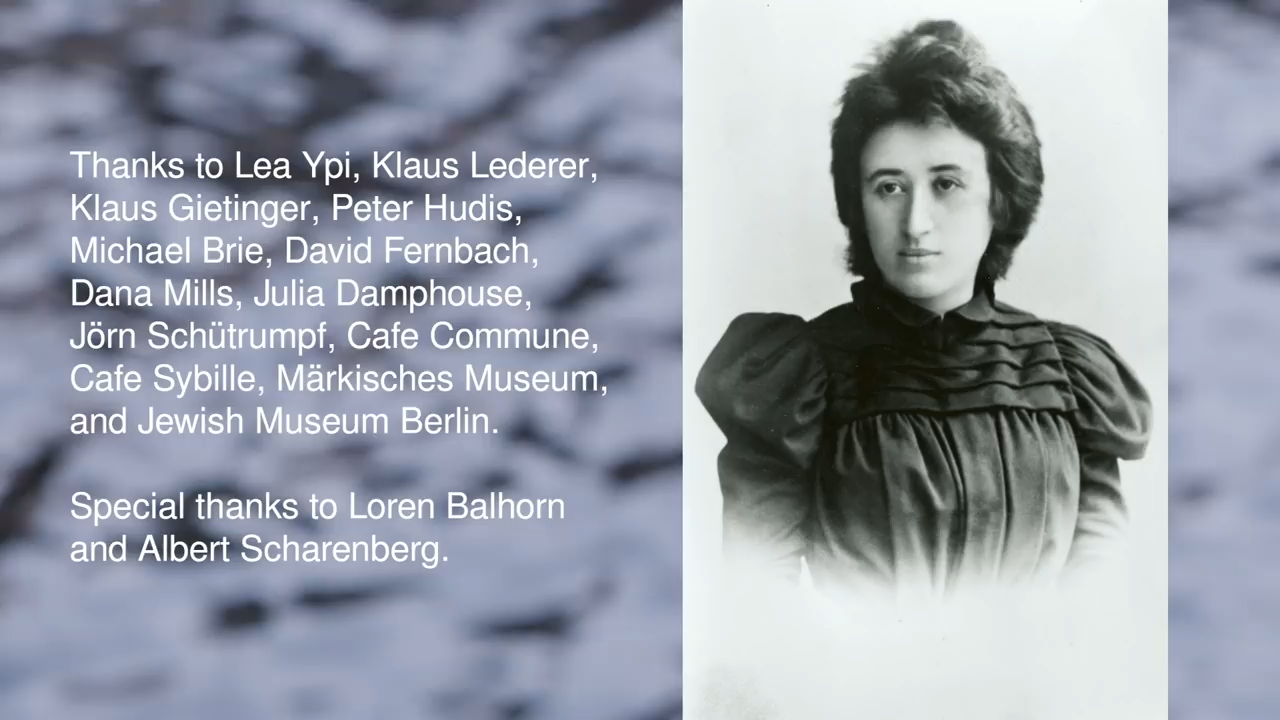 Thanks to Lea Ypi, Klaus Lederer,
Klaus Gietinger, Peter Hudis,
Michael Brie, David Fernbach,
Dana Mills, Julia Damphouse,
Jörn Schütrumpf, Cafe Commune,
Cafe Sybille, Märkisches Museum,
and Jewish Museum Berlin.
Special thanks to Loren Balhorn
and Albert Scharenberg.